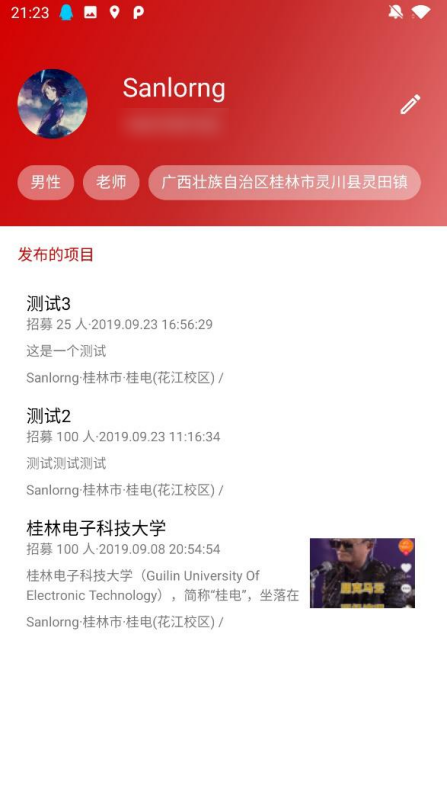 21:23
Sanlorng
男性
老师
广西壮族自治区桂林市灵川县灵田镇
发布的项目
测试3
招募 25 人·2019.09.23 16:56:29
这是一个测试
Sanlorng·桂林市·桂电(花江校区) /
测试2
招募 100 人·2019.09.23 11:16:34
测试测试测试
Sanlorng·桂林市·桂电(花江校区) /
桂林电子科技大学
招募 100 人·2019.09.08 20:54:54
桂林电子科技大学（Guilin University Of
Electronic Technology），简称“桂电”，坐落在
Sanlorng·桂林市·桂电(花江校区) /